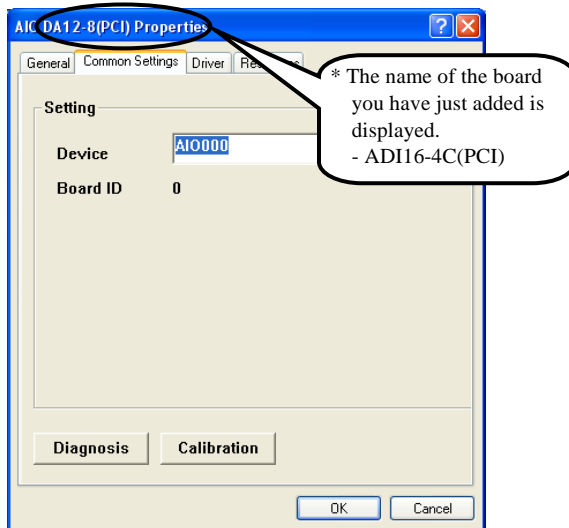 AIO DA12-8(PCI) Properties
General Common Settings Driver
* The name of the board
you have just added is
displayed.
- ADI16-4C(PCI)
Setting
Device AIO000
Board ID 0
Diagnosis Calibration
OK Cancel